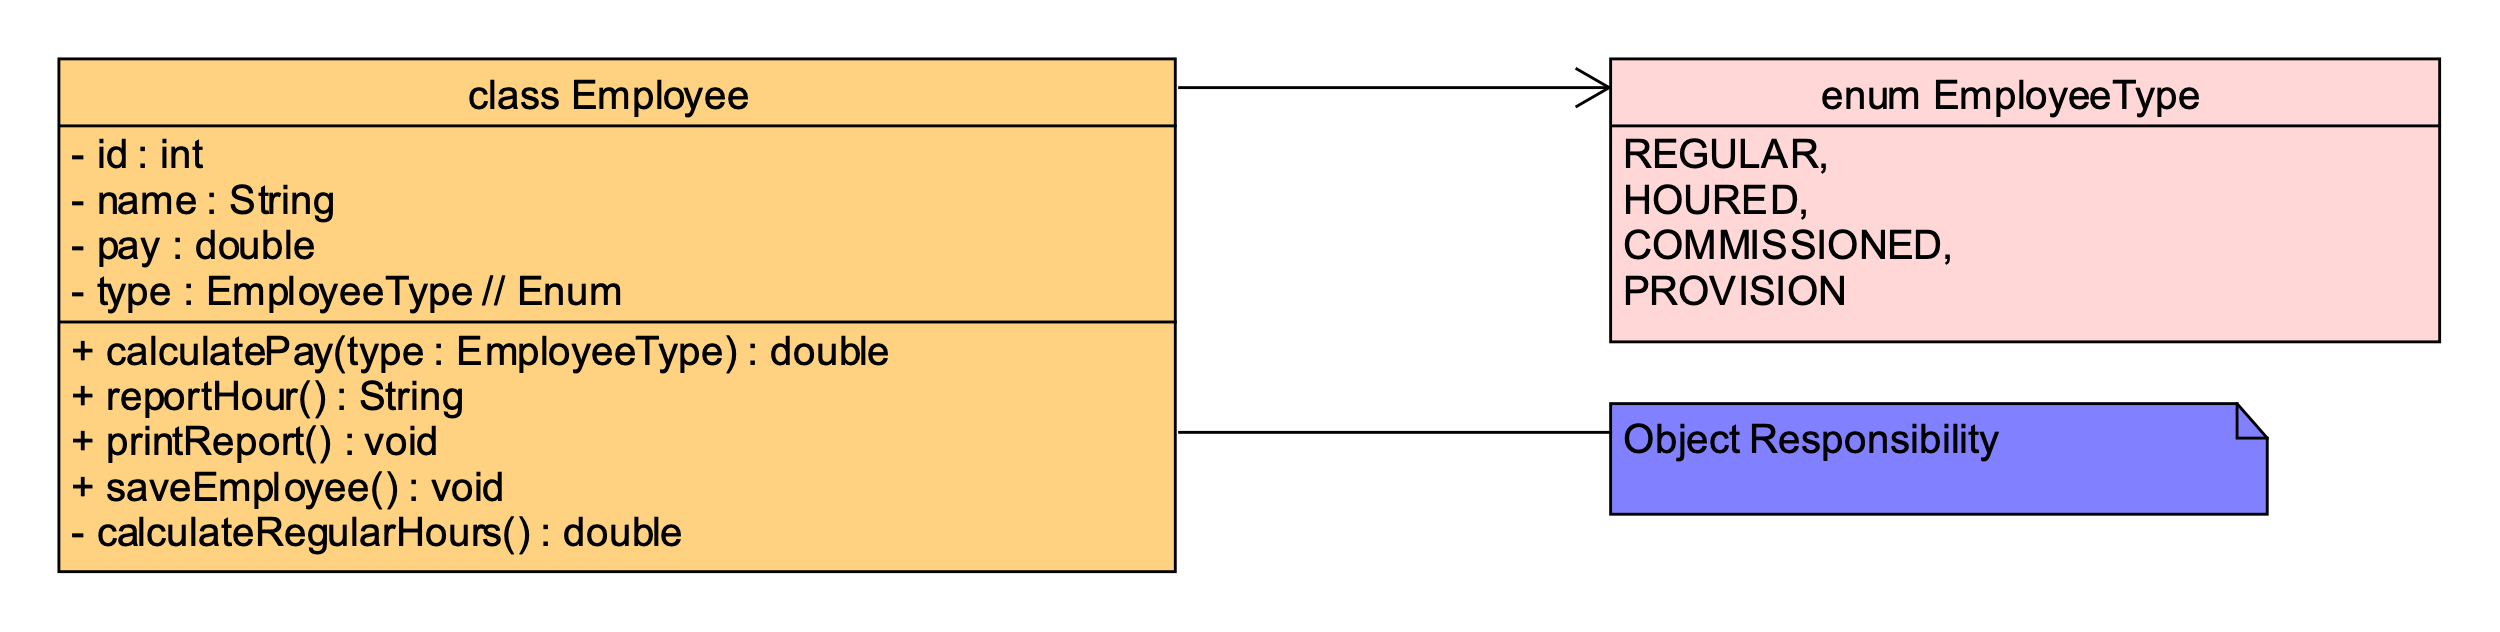 class Employee
- id : int
- name : String
- pay : double
- type : EmployeeType // Enum
+ calculatePay(type : EmployeeType) : double
+ reportHour() : String
+ printReport() : void
+ saveEmployee() : void
- calculateRegularHours() : double
enum EmployeeType
REGULAR,
HOURED,
COMMISSIONED,
PROVISION
Object Responsibility